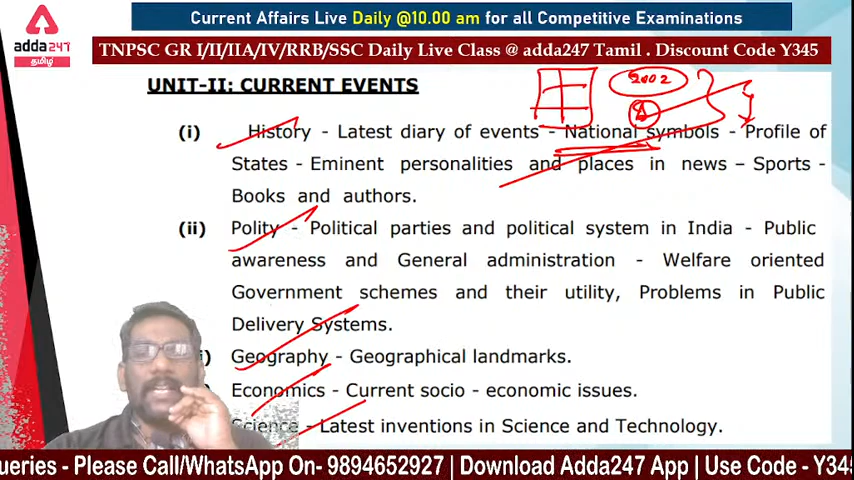 Current Affairs Live Daily @10.00 am for all Competitive Examinations
adda247
தமிழ்
TNPSC GR I/II/IIA/IV/RRB/SSC Daily Live Class @ adda247 Tamil . Discount Code Y345
UNIT-II: CURRENT EVENTS
2002
(i) History - Latest diary of events - National symbols - Profile of
States - Eminent personalities and places in news – Sports -
Books and authors.
(ii) Polity - Political parties and political system in India - Public
awareness and General administration - Welfare oriented
Government schemes and their utility, Problems in Public
Delivery Systems.
Geography - Geographical landmarks.
Economics - Current socio - economic issues.
Science - Latest inventions in Science and Technology.
ueries - Please Call/WhatsApp On- 9894652927 | Download Adda247 App | Use Code - Y345